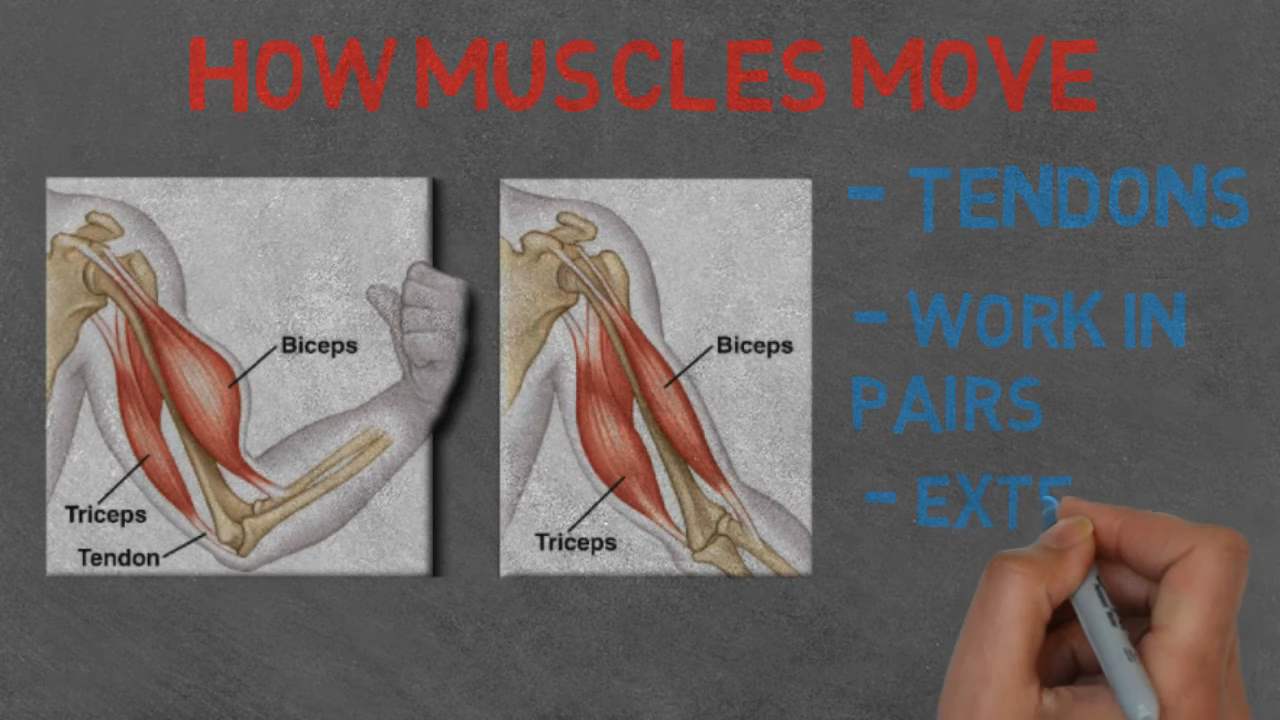 HOW MUSCLES MOVE
Biceps
Triceps
Tendon
Biceps
Triceps
- TENDONS
- WORK IN
PAIRS
- EXTE